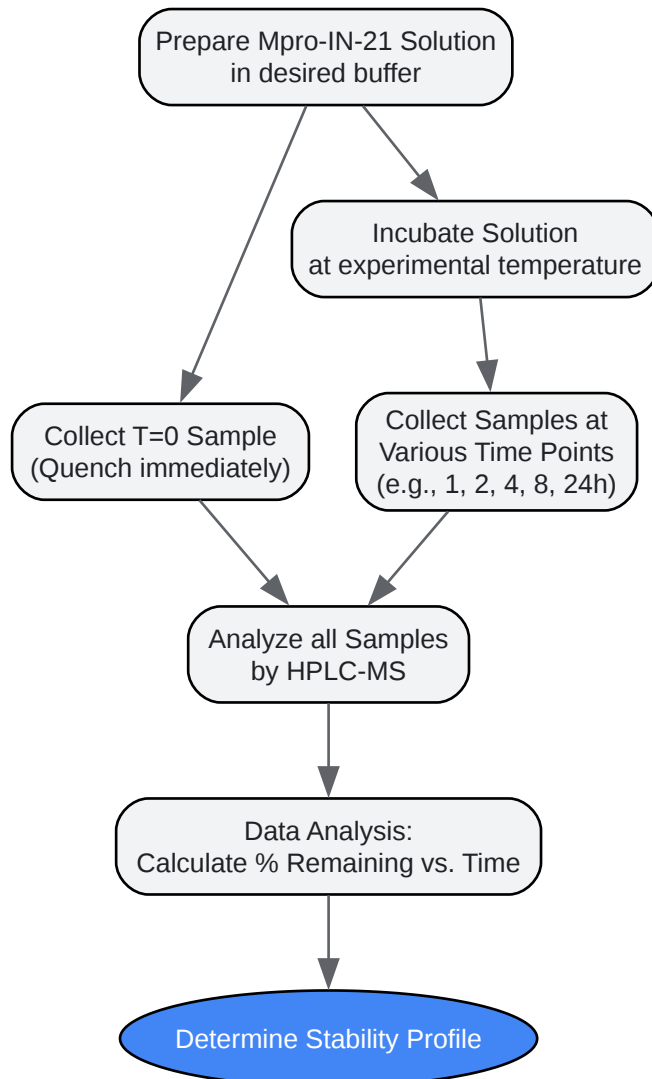 Prepare Mpro-IN-21 Solution
in desired buffer
Incubate Solution
at experimental temperature
Collect T=0 Sample
(Quench immediately)
Collect Samples at
Various Time Points
(e.g., 1, 2, 4, 8, 24h)
Analyze all Samples
by HPLC-MS
Data Analysis:
Calculate % Remaining vs. Time
Determine Stability Profile